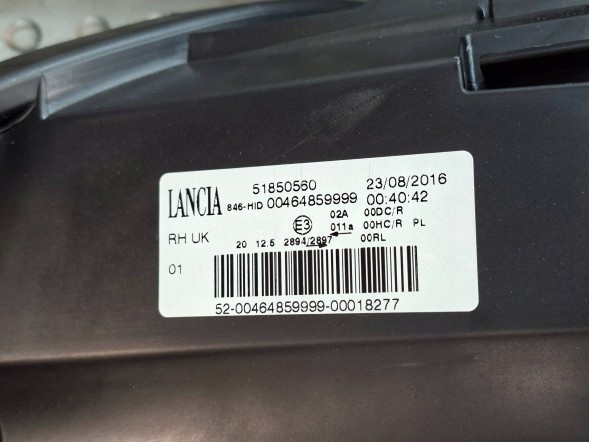 LANCIA 51850560 23/08/2016
846-HID 00464859999 00:40:42
E3 02A 00DC/R
RH UK 011a 00HC/R PL
20 12.5 2894/2897 00RL
01
52-00464859999-00018277